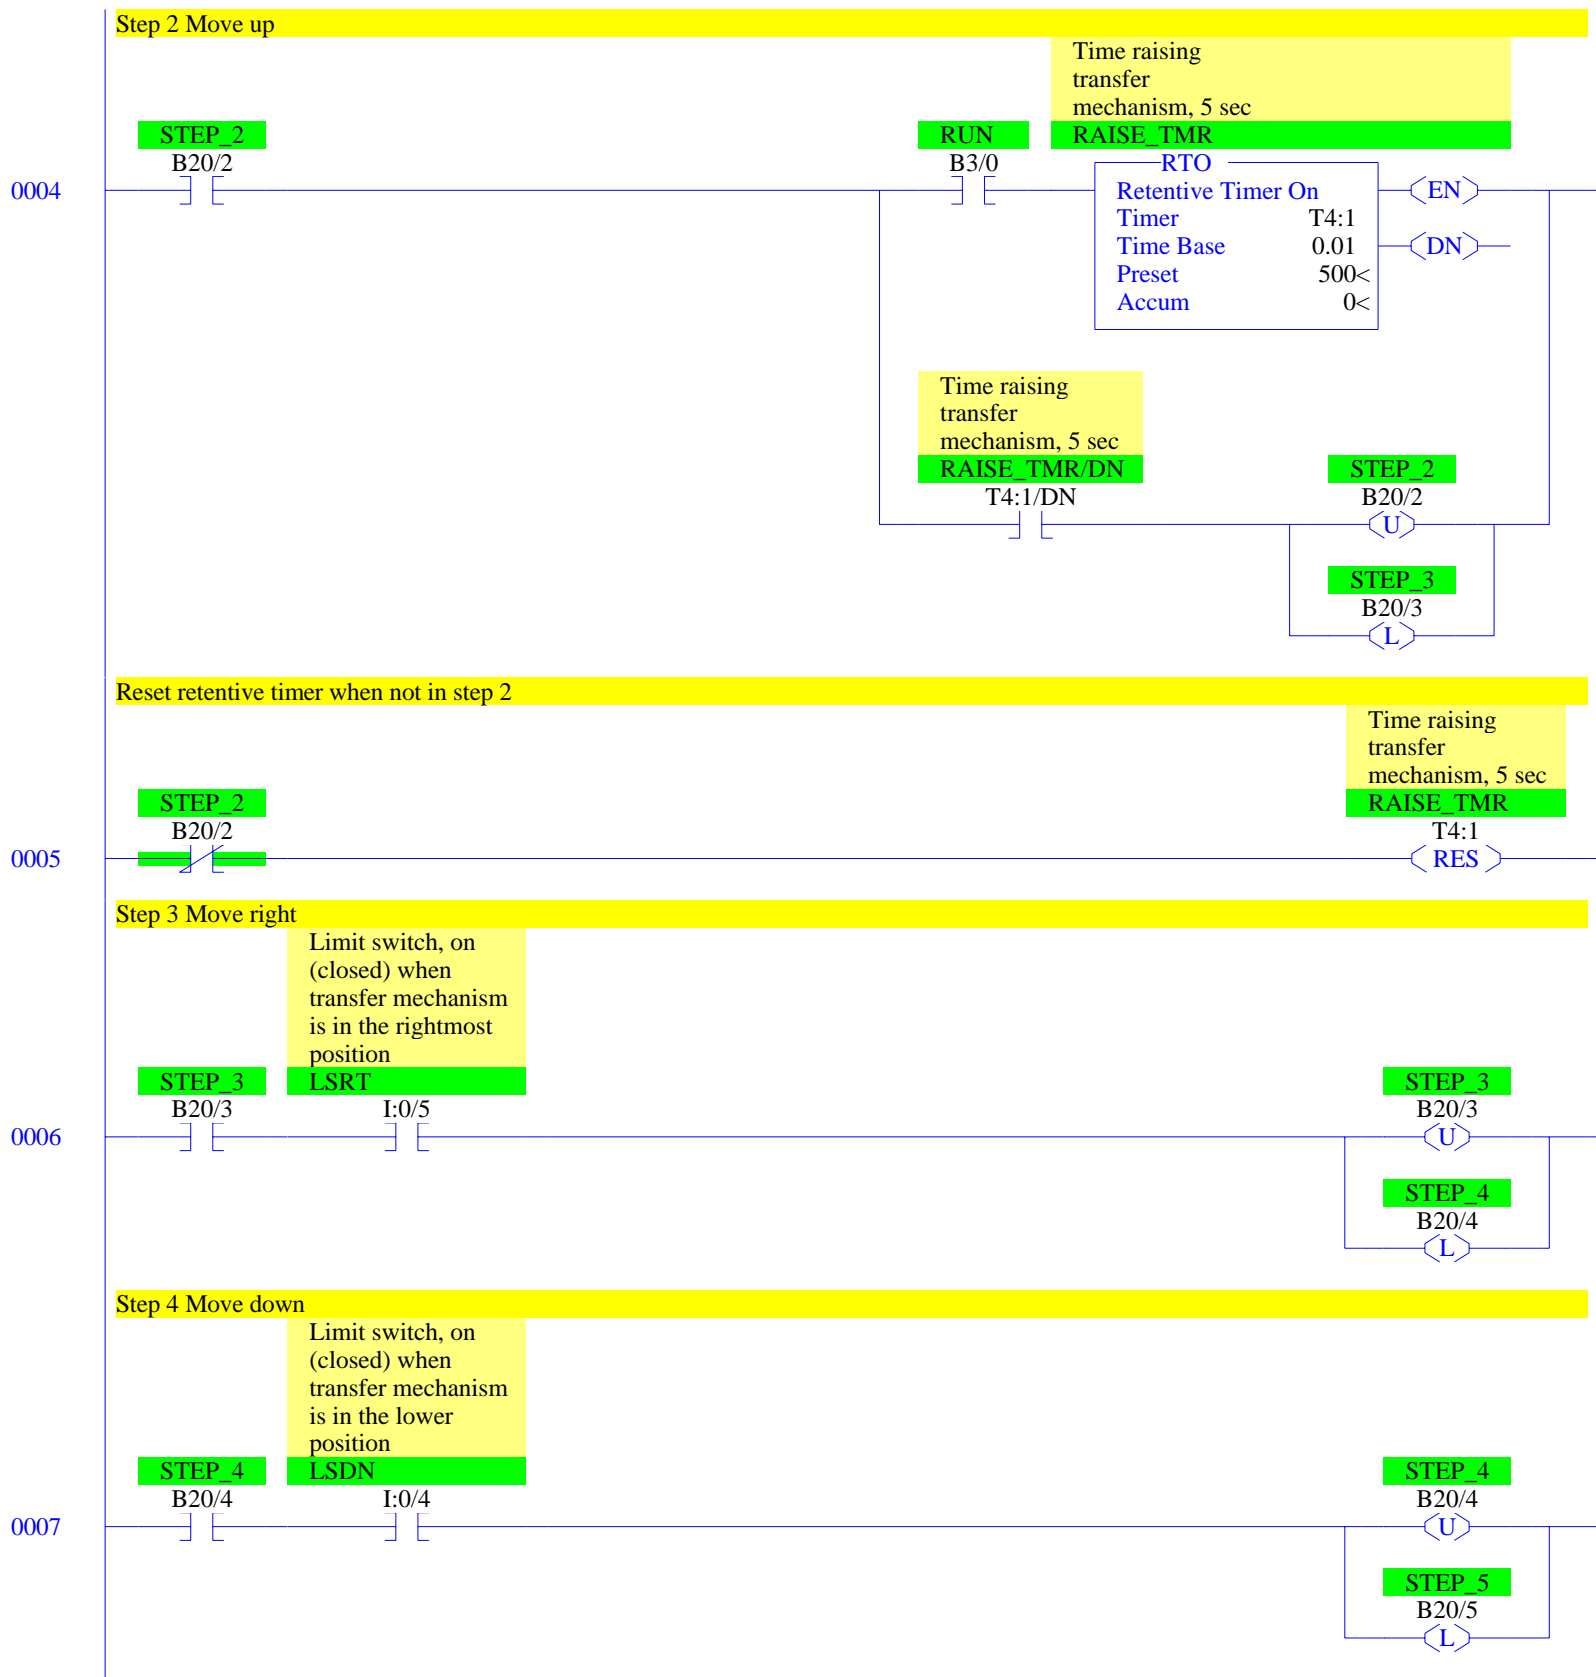 Step 2 Move up
Time raising
transfer
mechanism, 5 sec
STEP_2
RUN
RAISE_TMR
B20/2
B3/0
RTO
0004
Retentive Timer On
EN
Timer T4:1
Time Base 0.01
DN
Preset 500<
Accum 0<
Time raising
transfer
mechanism, 5 sec
RAISE_TMR/DN
STEP_2
T4:1/DN
B20/2
U
STEP_3
B20/3
L
Reset retentive timer when not in step 2
Time raising
transfer
mechanism, 5 sec
STEP_2
RAISE_TMR
B20/2
T4:1
0005
RES
Step 3 Move right
Limit switch, on
(closed) when
transfer mechanism
is in the rightmost
position
STEP_3
LSRT
STEP_3
B20/3
I:0/5
B20/3
0006
U
STEP_4
B20/4
L
Step 4 Move down
Limit switch, on
(closed) when
transfer mechanism
is in the lower
position
STEP_4
LSDN
STEP_4
B20/4
I:0/4
B20/4
0007
U
STEP_5
B20/5
L